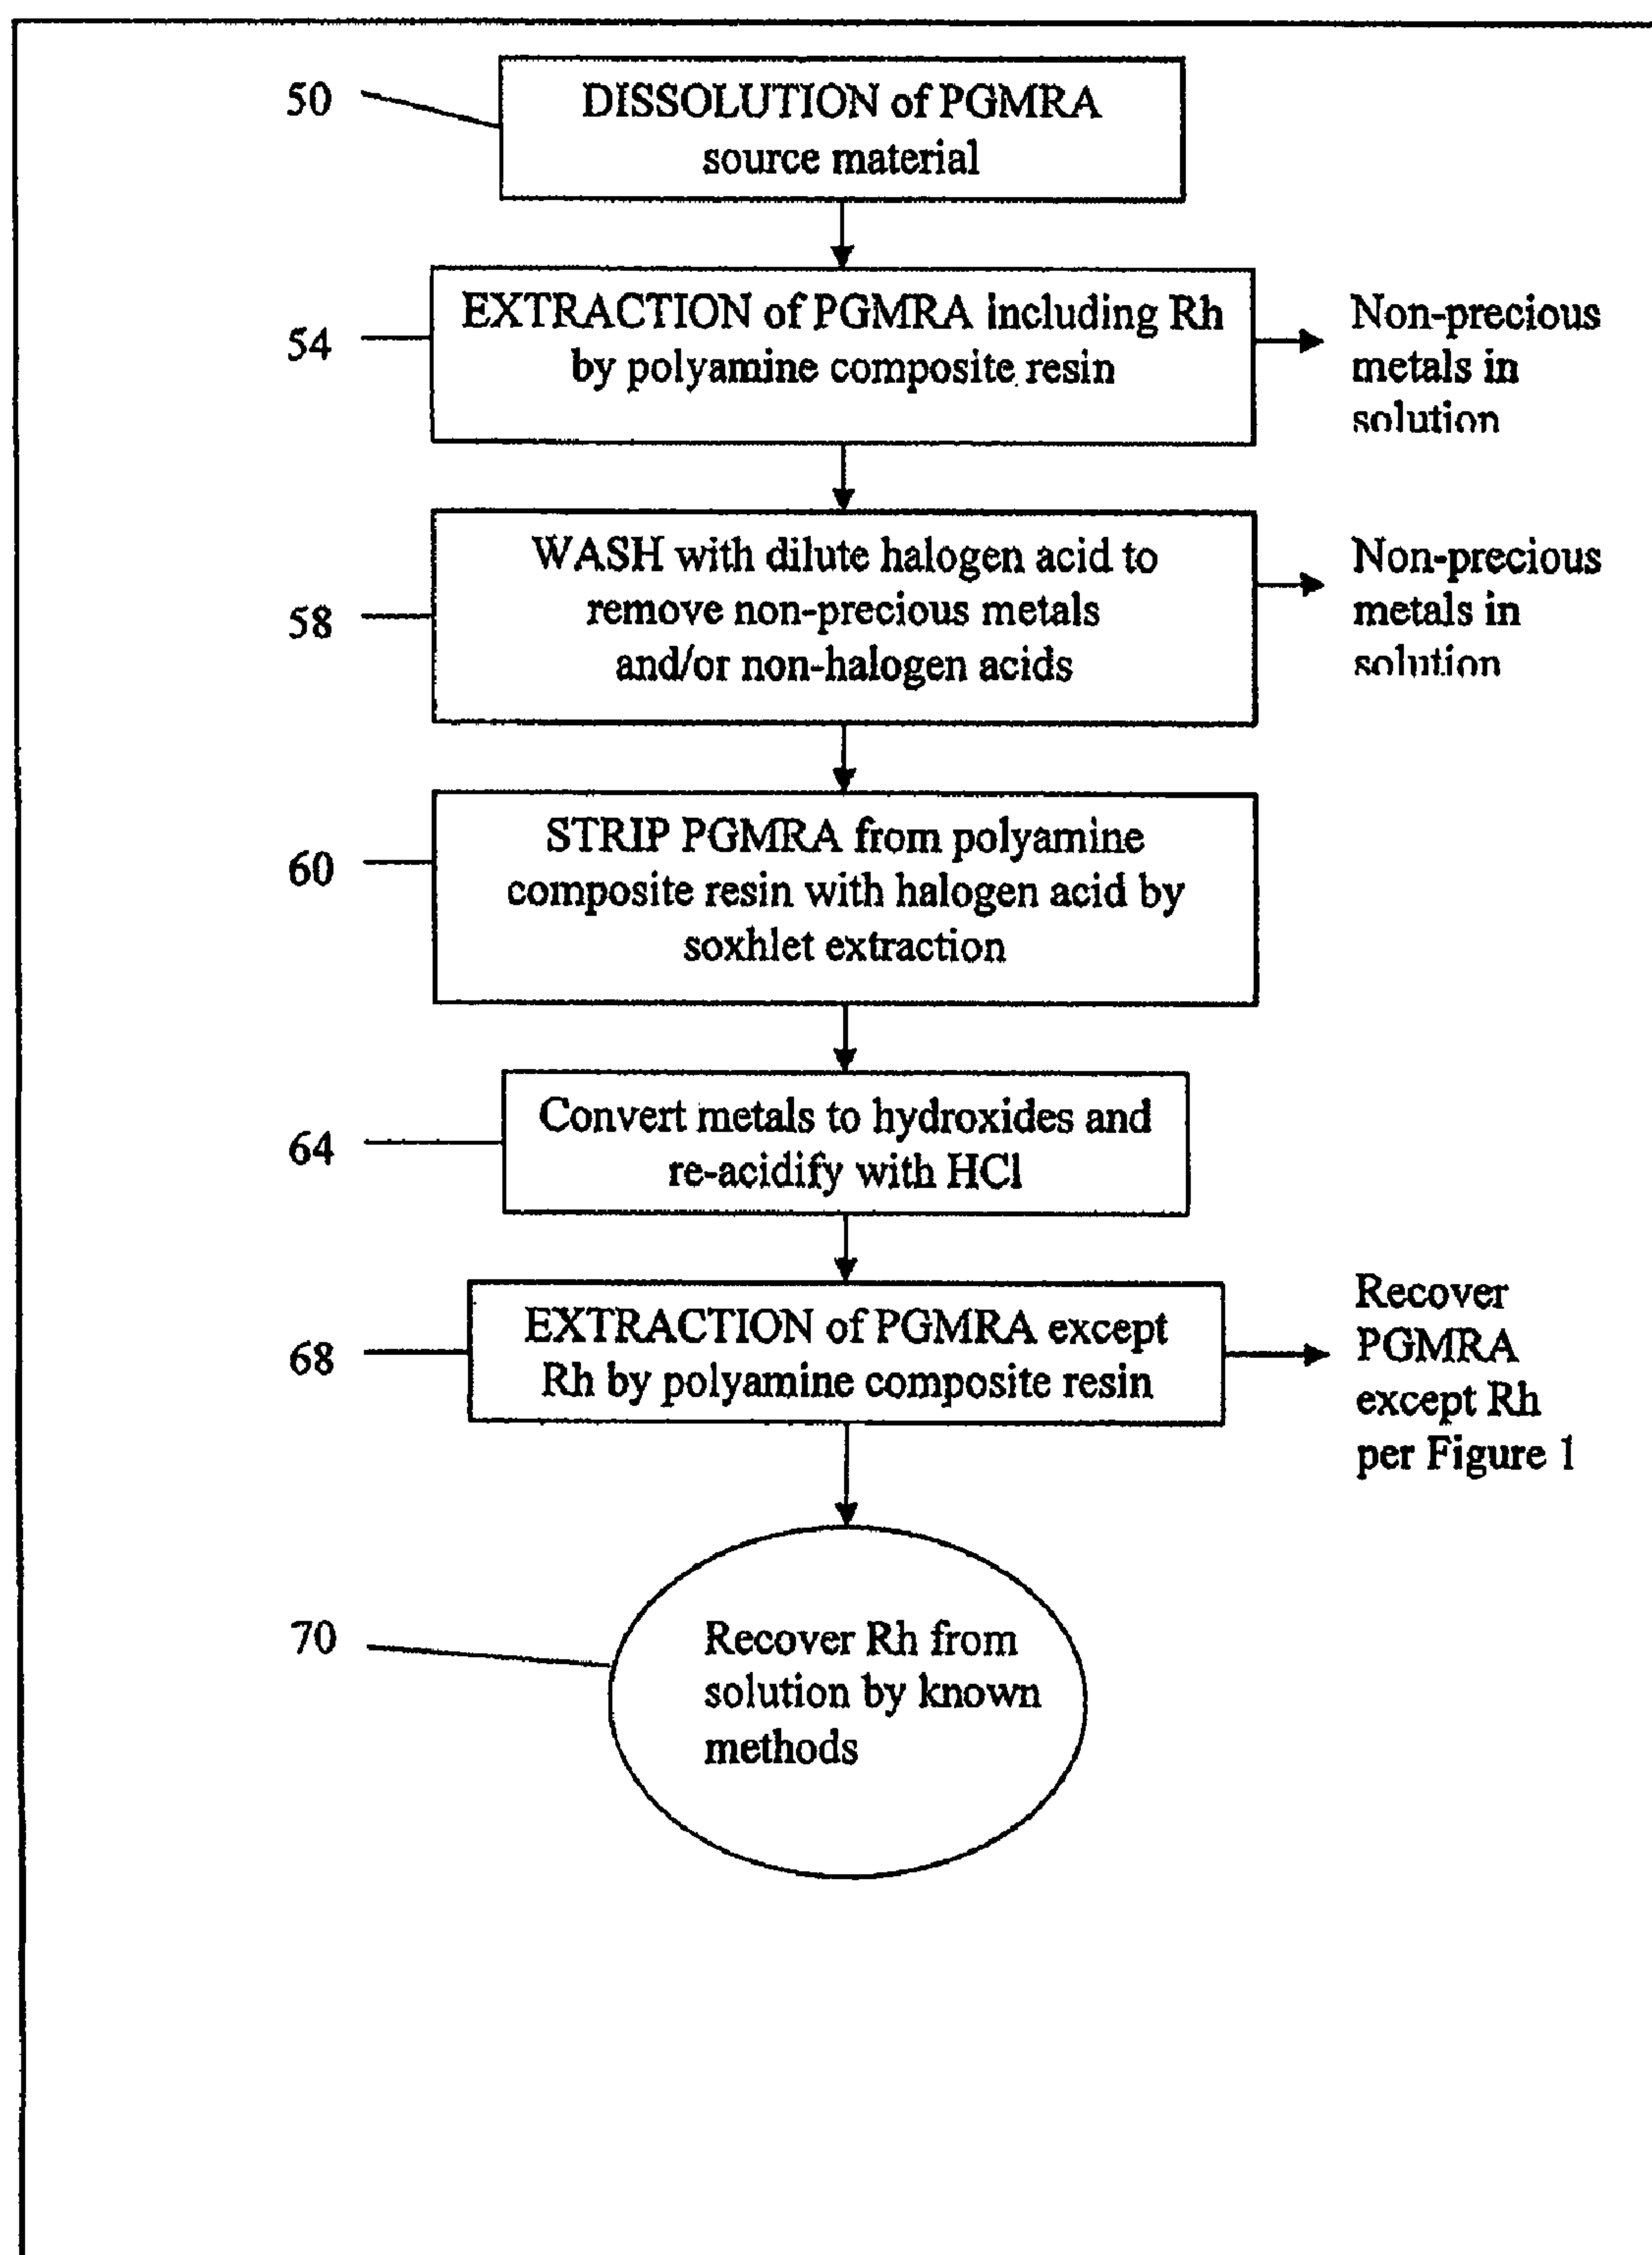 50
DISSOLUTION of PGMRA
source material
54
EXTRACTION of PGMRA including Rh
by polyamine composite resin
Non-precious
metals in
solution
58
WASH with dilute halogen acid to
remove non-precious metals
and/or non-halogen acids
Non-precious
metals in
solution
60
STRIP PGMRA from polyamine
composite resin with halogen acid by
soxhlet extraction
64
Convert metals to hydroxides and
re-acidify with HCl
68
EXTRACTION of PGMRA except
Rh by polyamine composite resin
Recover
PGMRA
except Rh
per Figure 1
70
Recover Rh from
solution by known
methods